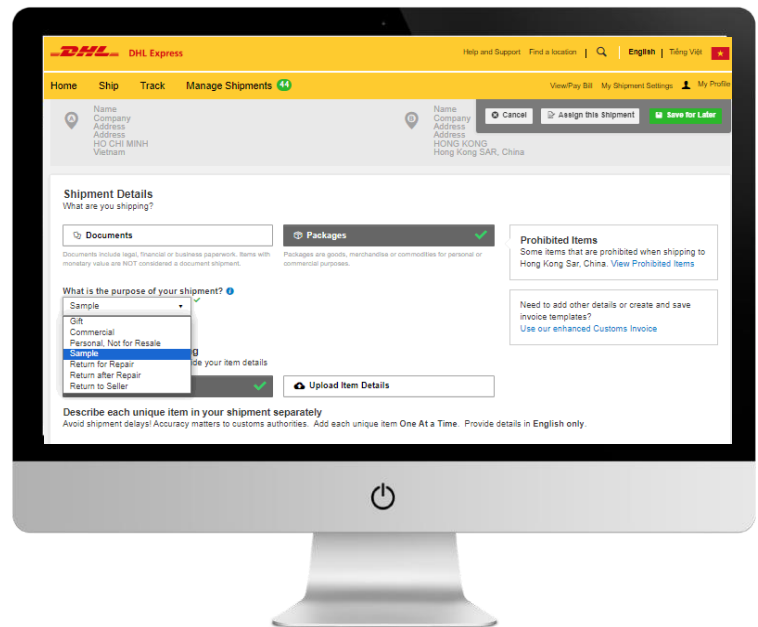 DHL DHL Express
Help and Support Find a location | English | Tiếng Việt
Home Ship Track Manage Shipments 44
View/Pay Bill My Shipment Settings My Profile
A Name
Company
Address
Address
HO CHI MINH
Vietnam
Name
Company
Address
Address
HONG KONG
Hong Kong SAR, China
Cancel Assign this Shipment Save for Later
Shipment Details
What are you shipping?
Documents
Documents include legal, financial or business paperwork. Items with
monetary value are NOT considered a document shipment.
Packages
Packages are goods, merchandise or commodities for personal or
commercial purposes.
Prohibited Items
Some items that are prohibited when shipping to
Hong Kong Sar, China. View Prohibited Items
What is the purpose of your shipment?
Sample
Gift
Commercial
Personal, Not for Resale
Sample
Return for Repair
Return after Repair
Return to Seller
Need to add other details or create and save
invoice templates?
Use our enhanced Customs Invoice
g
de your item details
Upload Item Details
Describe each unique item in your shipment separately
Avoid shipment delays! Accuracy matters to customs authorities. Add each unique item One At a Time. Provide details in English only.